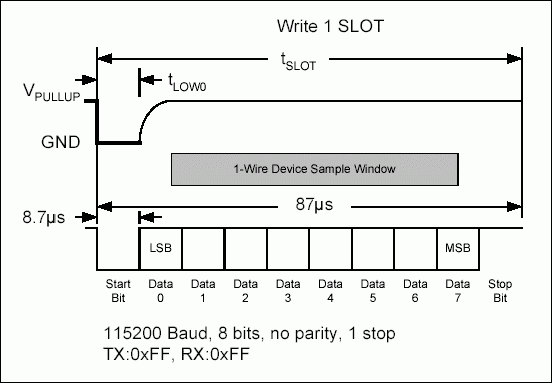 Write 1 SLOT
tSLOT
VPULLUP
tLOW0
GND
1-Wire Device Sample Window
87µs
8.7µs
LSB MSB
Start Bit Data 0 Data 1 Data 2 Data 3 Data 4 Data 5 Data 6 Data 7 Stop Bit
115200 Baud, 8 bits, no parity, 1 stop
TX:0xFF, RX:0xFF